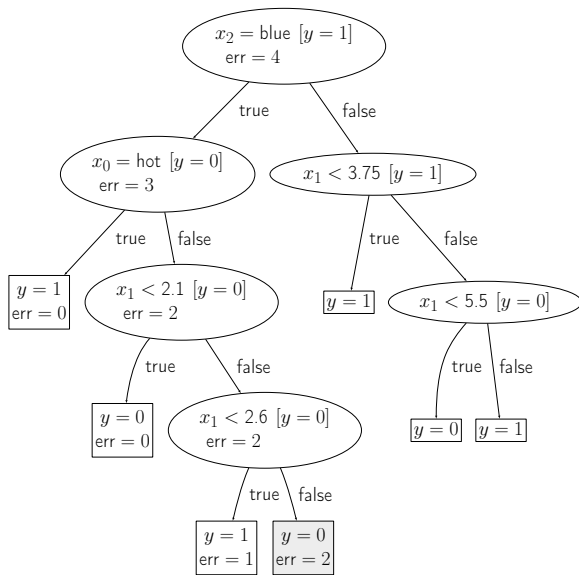 x₂ = blue [y = 1]
err = 4
true
false
x₀ = hot [y = 0]
err = 3
x₁ < 3.75 [y = 1]
true
false
true
false
y = 1
err = 0
x₁ < 2.1 [y = 0]
err = 2
y = 1
x₁ < 5.5 [y = 0]
true
false
true
false
y = 0
err = 0
x₁ < 2.6 [y = 0]
err = 2
y = 0
y = 1
true
false
y = 1
err = 1
y = 0
err = 2